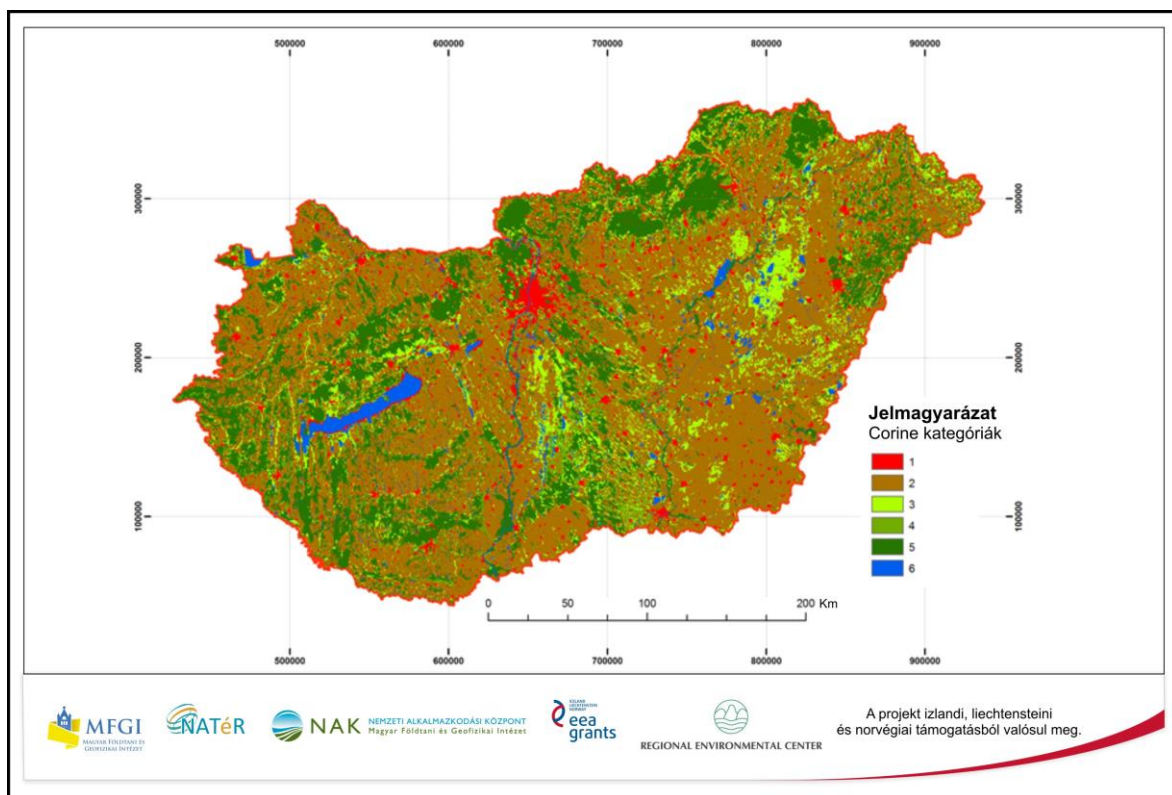 500000 600000 700000 800000 900000
300000 300000
200000 200000
100000 100000
Jelmagyarázat
Corine kategóriák
1
2
3
4
5
6
0 50 100 200 Km
500000 600000 700000 800000 900000
MFGI
MAGYAR FÖLDTANI ÉS
GEOFIZIKAI INTÉZET
NATéR
NAK
NEMZETI ALKALMAZKODÁSI KÖZPONT
Magyar Földtani és Geofizikai Intézet
IZLAND
LIECHTENSTEIN
NORVÉGIA
eea
grants
REGIONAL ENVIRONMENTAL CENTER
A projekt izlandi, liechtensteini
és norvégiai támogatásból valósul meg.